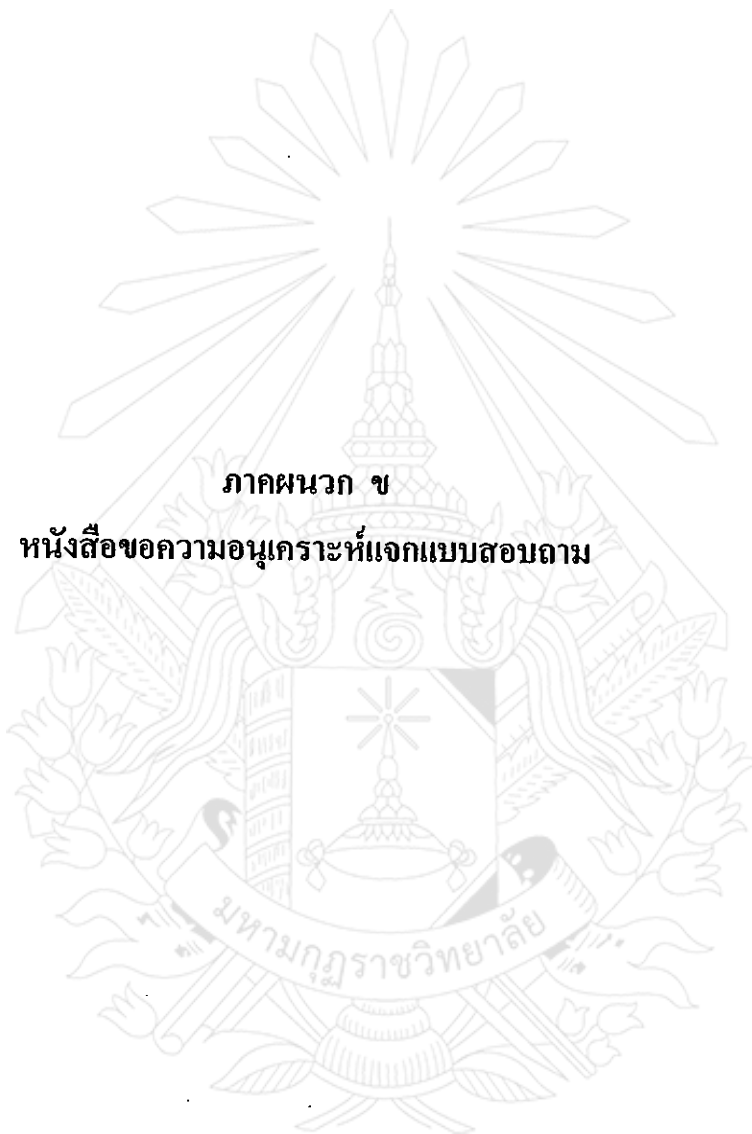 ภาคผนวก ข
หนังสือขอความอนุเคราะห์แจกแบบสอบถาม
มหามกุฏราชวิทยาลัย